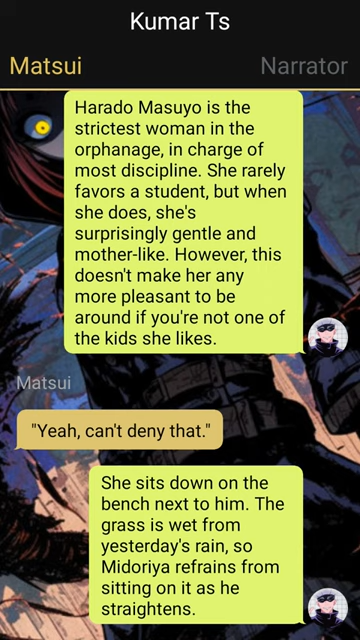 Kumar Ts
Matsui
Narrator
Harado Masuyo is the
strictest woman in the
orphanage, in charge of
most discipline. She rarely
favors a student, but when
she does, she's
surprisingly gentle and
mother-like. However, this
doesn't make her any
more pleasant to be
around if you're not one of
the kids she likes.
Matsui
"Yeah, can't deny that."
She sits down on the
bench next to him. The
grass is wet from
yesterday's rain, so
Midoriya refrains from
sitting on it as he
straightens.